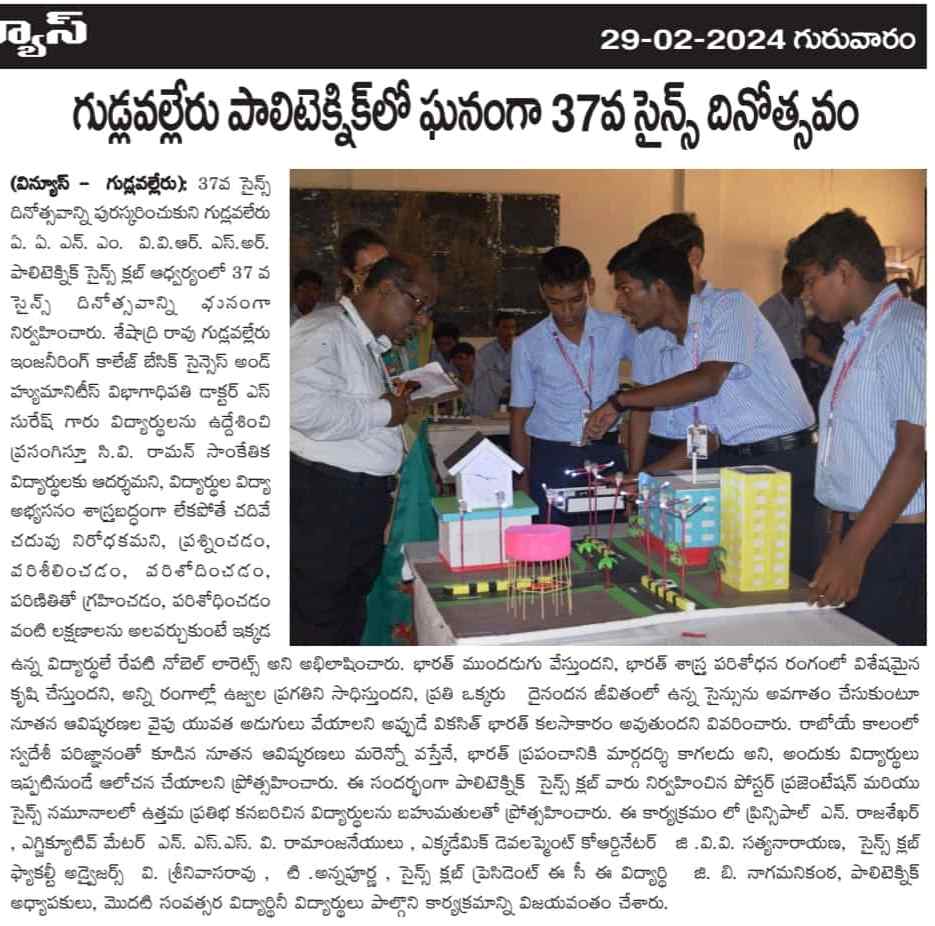 న్యూస్
29-02-2024 గురువారం
గుడ్లవల్లేరు పాలిటెక్నిక్‌లో ఘనంగా 37వ సైన్స్ దినోత్సవం
(విన్యూస్ – గుడ్లవల్లేరు): 37వ సైన్స్
దినోత్సవాన్ని పురస్కరించుకుని గుడ్లవలేరు
ఏ. ఏ. ఎన్. ఎం. వి.వి.ఆర్. ఎస్.అర్.
పాలిటెక్నిక్ సైన్స్ క్లబ్ ఆధ్వర్యంలో 37 వ
సైన్స్ దినోత్సవాన్ని ఘనంగా
నిర్వహించారు. శేషాద్రి రావు గుడ్లవల్లేరు
ఇంజనీరింగ్ కాలేజ్ బేసిక్ సైన్సెస్ అండ్
హ్యుమానిటీస్ విభాగాధిపతి డాక్టర్ ఎస్
సురేష్ గారు విద్యార్థులను ఉద్దేశించి
ప్రసంగిస్తూ సి.వి. రామన్ సాంకేతిక
విద్యార్థులకు ఆదర్శమని, విద్యార్థుల విద్యా
అభ్యసనం శాస్త్రబద్ధంగా లేకపోతే చదివే
చదువు నిరోధకమని, ప్రశ్నించడం,
వరిశీలించడం, వరిశోదించడం,
పరిణితితో గ్రహించడం, పరిశోధించడం
వంటి లక్షణాలను అలవర్చుకుంటే ఇక్కడ
ఉన్న విద్యార్థులే రేపటి నోబెల్ లారెట్స్ అని అభిలాషించారు. భారత్ ముందడుగు వేస్తుందని, భారత్ శాస్త్ర పరిశోధన రంగంలో విశేషమైన
కృషి చేస్తుందని, అన్ని రంగాల్లో ఉజ్వల ప్రగతిని సాధిస్తుందని, ప్రతి ఒక్కరు దైనందన జీవితంలో ఉన్న సైన్సును అవగాతం చేసుకుంటూ
నూతన ఆవిష్కరణల వైపు యువత అడుగులు వేయాలని అప్పుడే వికసిత్ భారత్ కలసాకారం అవుతుందని వివరించారు. రాబోయే కాలంలో
స్వదేశీ పరిజ్ఞానంతో కూడిన నూతన ఆవిష్కరణలు మరెన్నో వస్తేనే, భారత్ ప్రపంచానికి మార్గదర్శి కాగలదు అని, అందుకు విద్యార్థులు
ఇప్పటినుండే ఆలోచన చేయాలని ప్రోత్సహించారు. ఈ సందర్భంగా పాలిటెక్నిక్ సైన్స్ క్లబ్ వారు నిర్వహించిన పోస్టర్ ప్రజెంటేషన్ మరియు
సైన్స్ నమూనాలలో ఉత్తమ ప్రతిభ కనబరిచిన విద్యార్థులను బహుమతులతో ప్రోత్సహించారు. ఈ కార్యక్రమం లో ప్రిన్సిపాల్ ఎన్. రాజశేఖర్
, ఎగ్జిక్యూటివ్ మేటర్ ఎన్. ఎస్.ఎస్. వి. రామాంజనేయులు , ఎక్కడేమిక్ డెవలప్మెంట్ కోఆర్డినేటర్ జి .వి.వి. సత్యనారాయణ, సైన్స్ క్లబ్
ఫ్యాకల్టీ అడ్వైజర్స్ వి. శ్రీనివాసరావు , టి .అన్నపూర్ణ , సైన్స్ క్లబ్ ప్రెసిడెంట్ ఈ సీ ఈ విద్యార్థి జి. బి. నాగమనికంఠ, పాలిటెక్నిక్
అధ్యాపకులు, మొదటి సంవత్సర విద్యార్థినీ విద్యార్థులు పాల్గొని కార్యక్రమాన్ని విజయవంతం చేశారు.